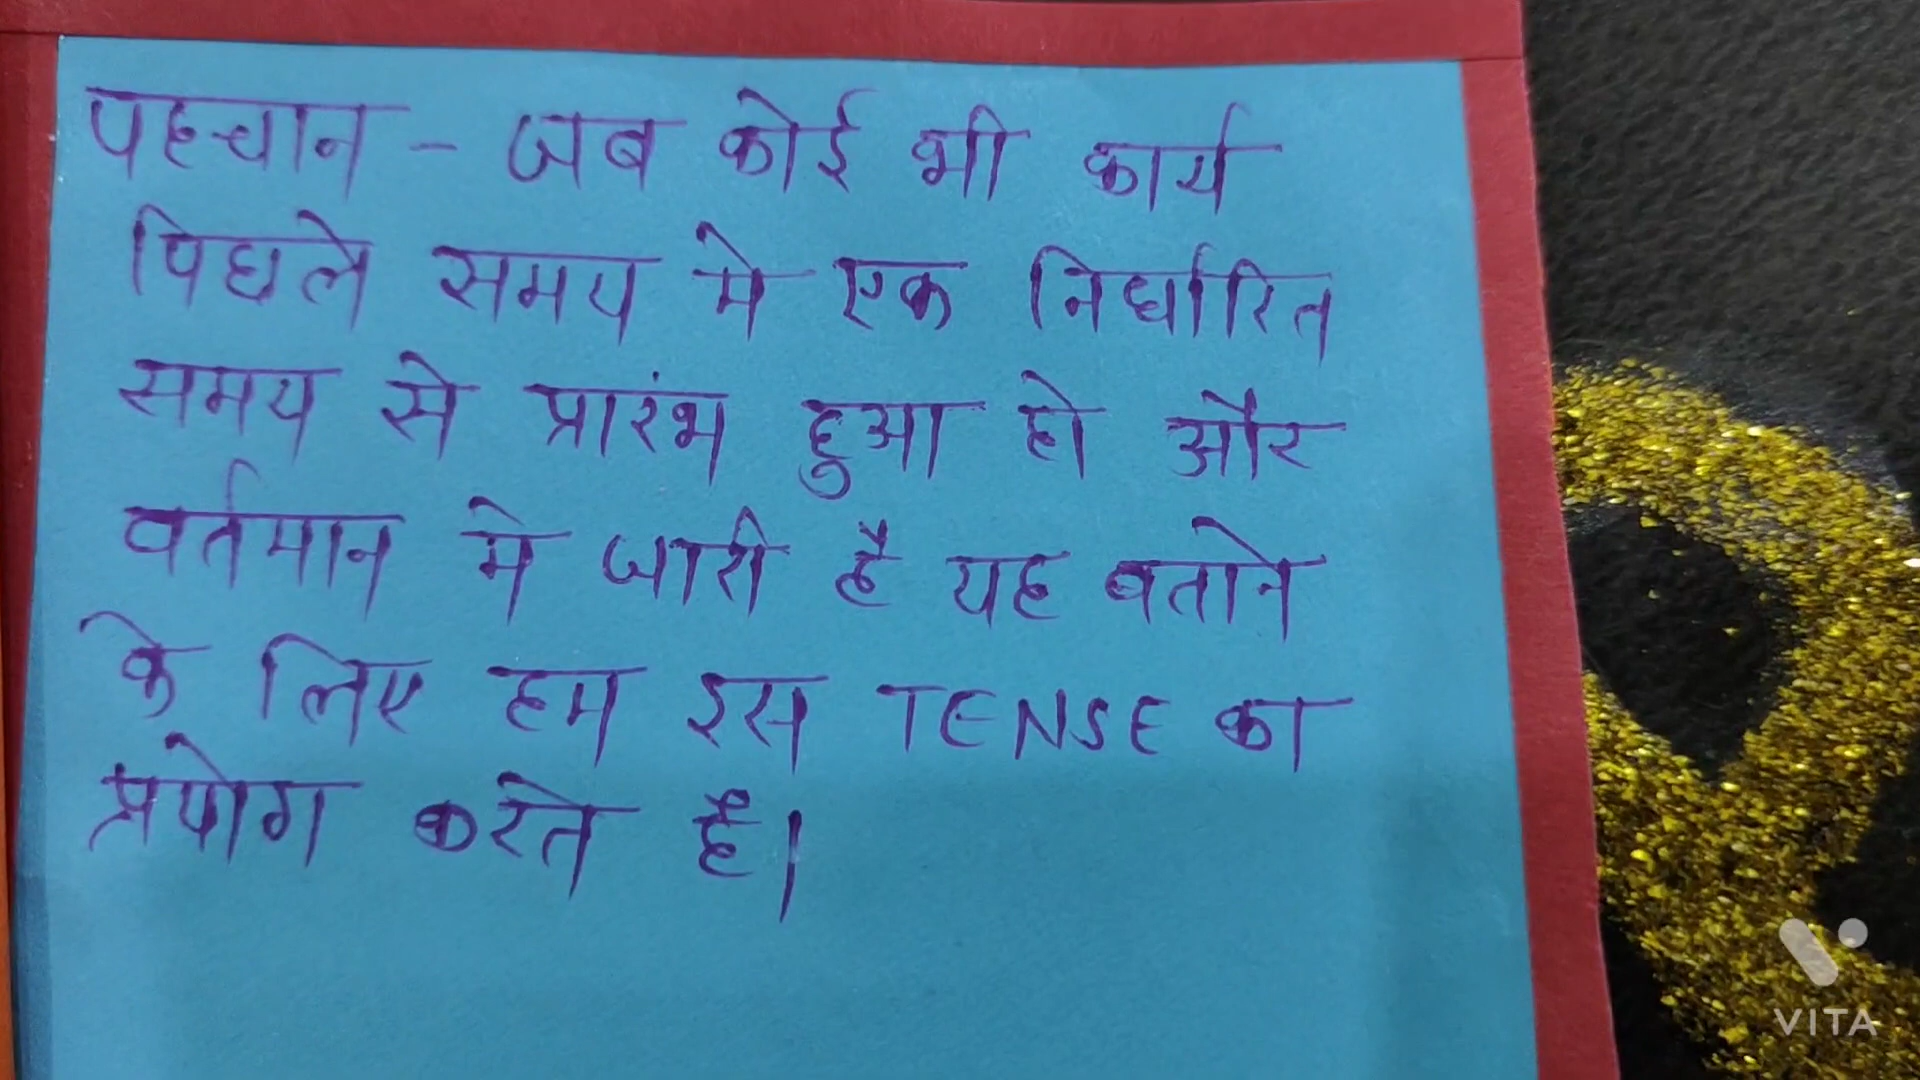 पहचान - जब कोई भी कार्य
पिछले समय मे एक निर्धारित
समय से प्रारंभ हुआ हो और
वर्तमान मे जारी है यह बताने
के लिए हम इस TENSE का
प्रयोग करते है।
VITA